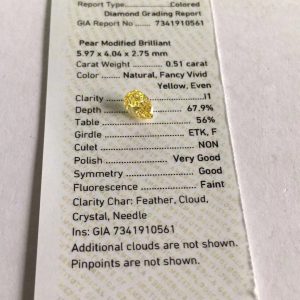 Report Type .............. Colored
Diamond Grading Report
GIA Report No ...... 7341910561
Pear Modified Brilliant
5.97 x 4.04 x 2.75 mm
Carat Weight ........... 0.51 carat
Color ........ Natural, Fancy Vivid
Yellow, Even
Clarity ........ I1
Depth ........ 67.9%
Table ........ 56%
Girdle ........ ETK, F
Culet ........ NON
Polish ........ Very Good
Symmetry ........ Good
Fluorescence ........ Faint
Clarity Char: Feather, Cloud,
Crystal, Needle
Ins: GIA 7341910561
Additional clouds are not shown.
Pinpoints are not shown.